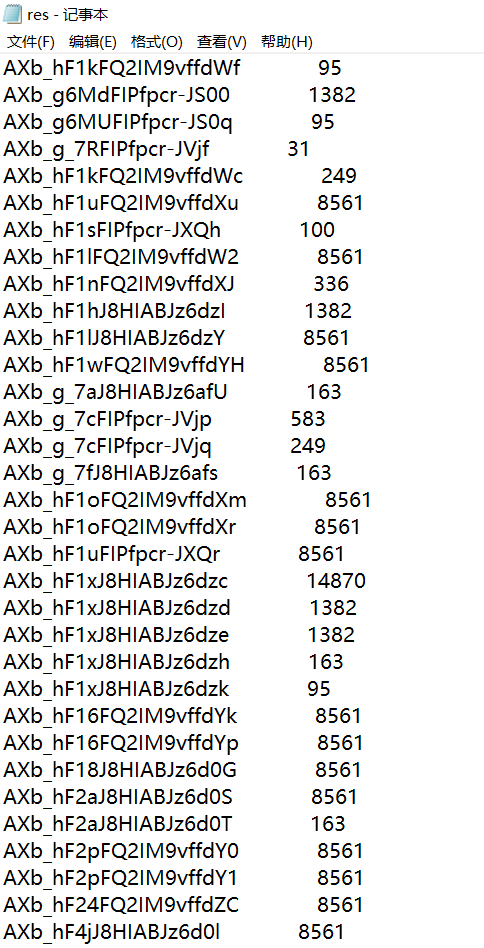 res - 记事本
文件(F) 编辑(E) 格式(O) 查看(V) 帮助(H)
AXb_hF1kFQ2IM9vffdWf 95
AXb_g6MdFIPfpcr-JS00 1382
AXb_g6MUFIPfpcr-JS0q 95
AXb_g_7RFIPfpcr-JVjf 31
AXb_hF1kFQ2IM9vffdWc 249
AXb_hF1uFQ2IM9vffdXu 8561
AXb_hF1sFIPfpcr-JXQh 100
AXb_hF1lFQ2IM9vffdW2 8561
AXb_hF1nFQ2IM9vffdXJ 336
AXb_hF1hJ8HIABJz6dzI 1382
AXb_hF1lJ8HIABJz6dzY 8561
AXb_hF1wFQ2IM9vffdYH 8561
AXb_g_7aJ8HIABJz6afU 163
AXb_g_7cFIPfpcr-JVjp 583
AXb_g_7cFIPfpcr-JVjq 249
AXb_g_7fJ8HIABJz6afs 163
AXb_hF1oFQ2IM9vffdXm 8561
AXb_hF1oFQ2IM9vffdXr 8561
AXb_hF1uFIPfpcr-JXQr 8561
AXb_hF1xJ8HIABJz6dzc 14870
AXb_hF1xJ8HIABJz6dzd 1382
AXb_hF1xJ8HIABJz6dze 1382
AXb_hF1xJ8HIABJz6dzh 163
AXb_hF1xJ8HIABJz6dzk 95
AXb_hF16FQ2IM9vffdYk 8561
AXb_hF16FQ2IM9vffdYp 8561
AXb_hF18J8HIABJz6d0G 8561
AXb_hF2aJ8HIABJz6d0S 8561
AXb_hF2aJ8HIABJz6d0T 163
AXb_hF2pFQ2IM9vffdY0 8561
AXb_hF2pFQ2IM9vffdY1 8561
AXb_hF24FQ2IM9vffdZC 8561
AXb_hF4jJ8HIABJz6d0l 8561